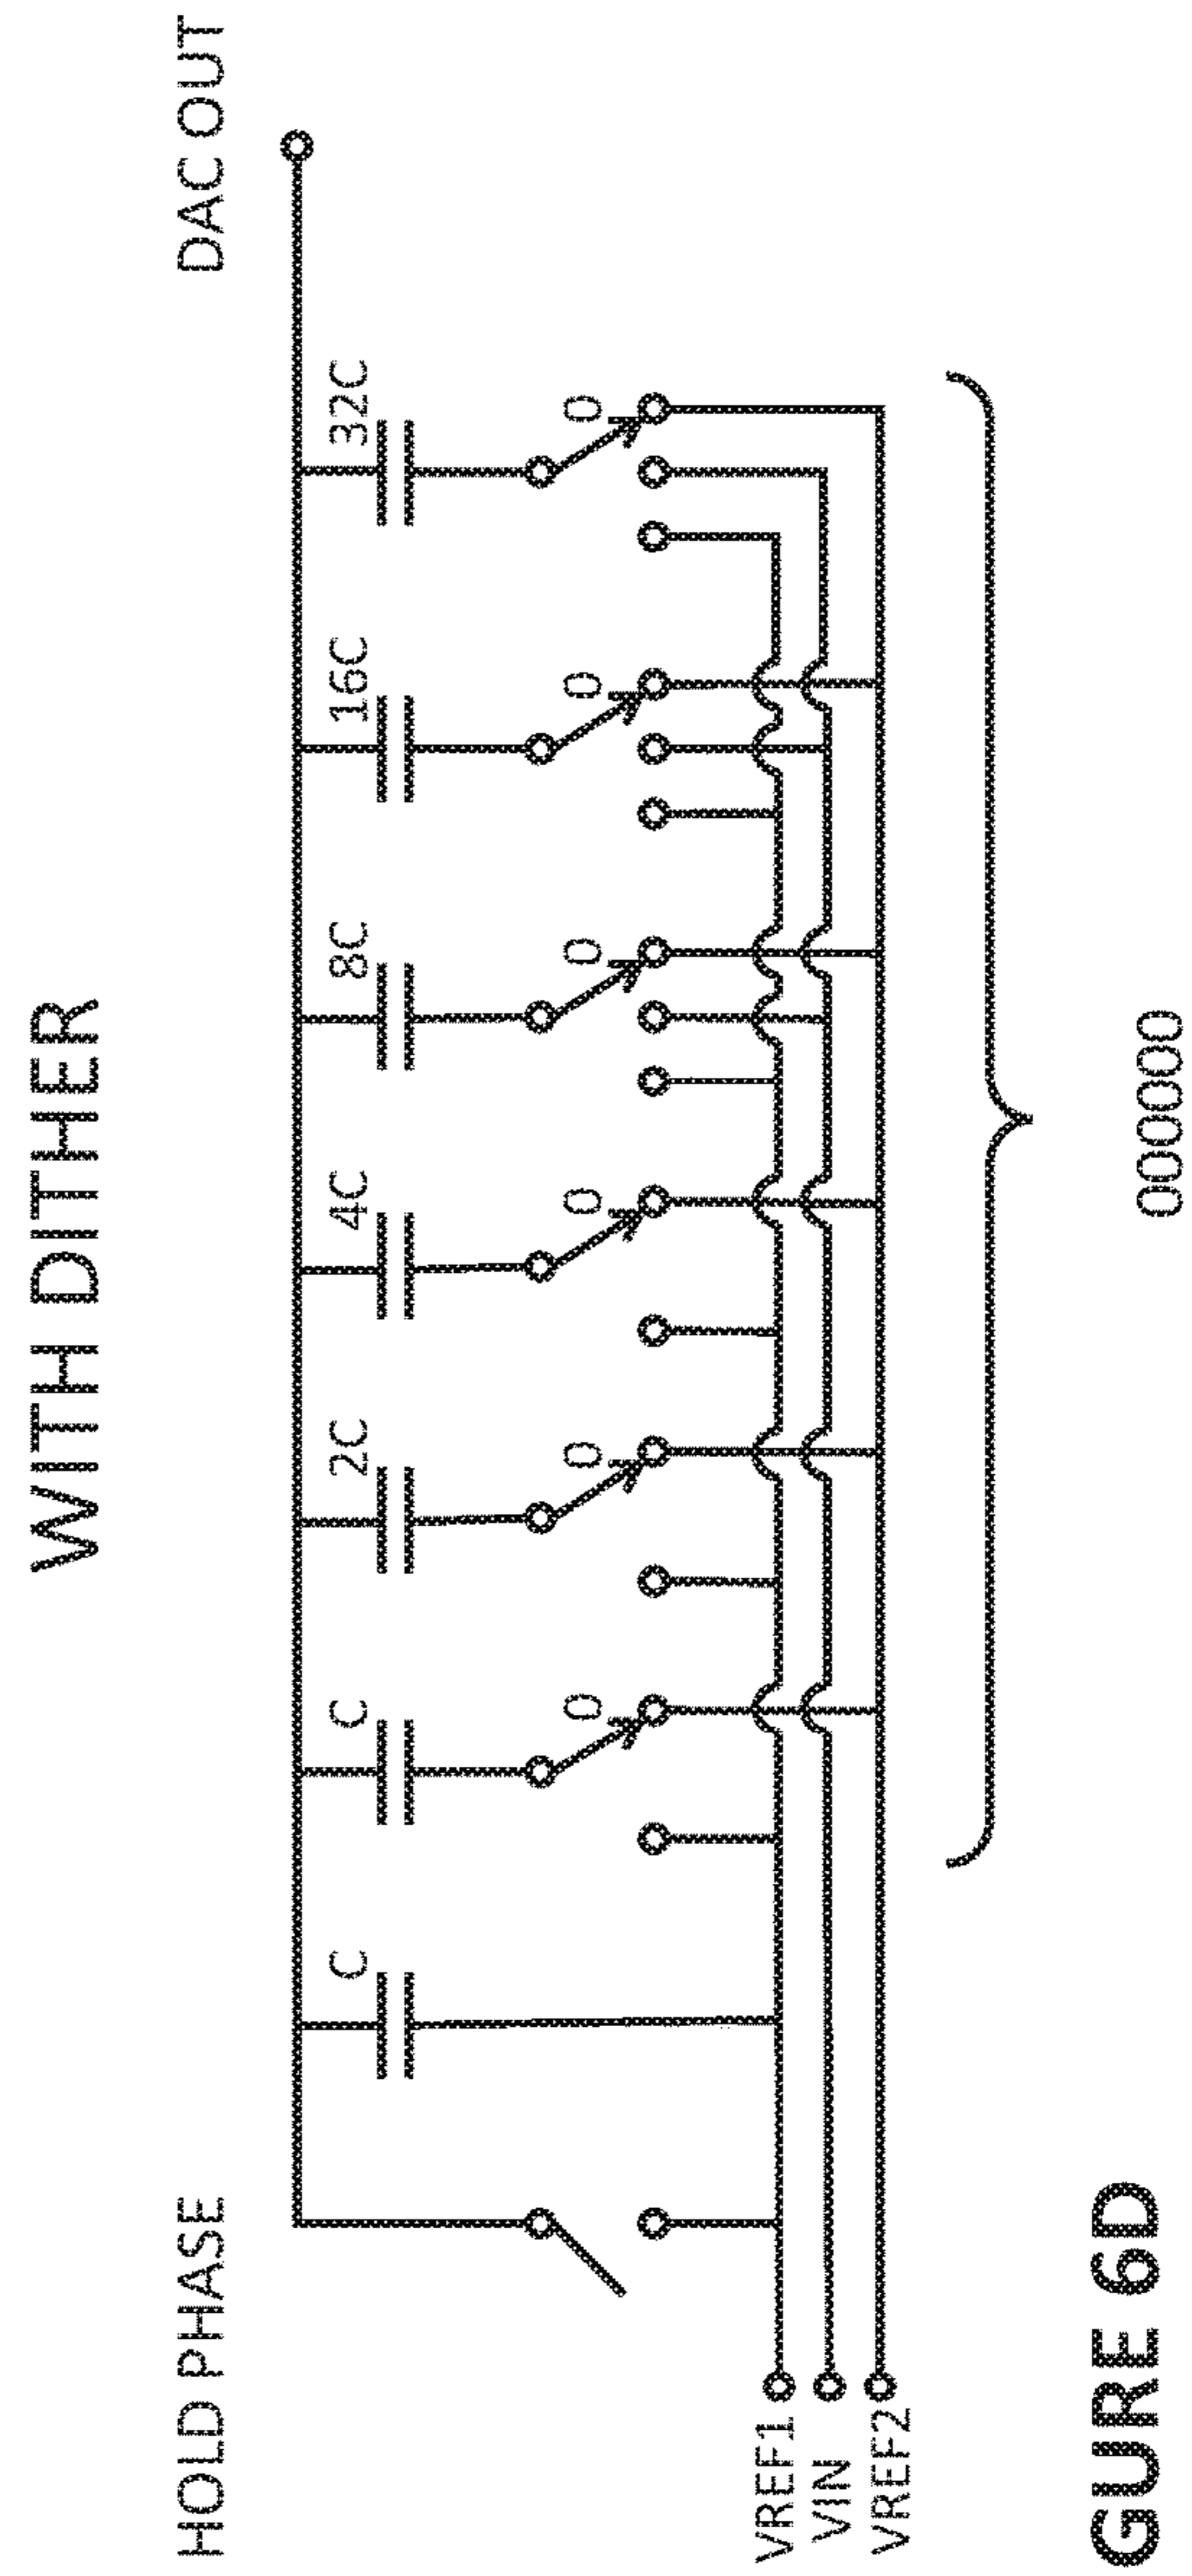 WITH DITHER
HOLD PHASE
DAC OUT
C
C
2C
4C
8C
16C
32C
0
0
0
0
0
0
VREF1
VIN
VREF2
000000
GURE 6D